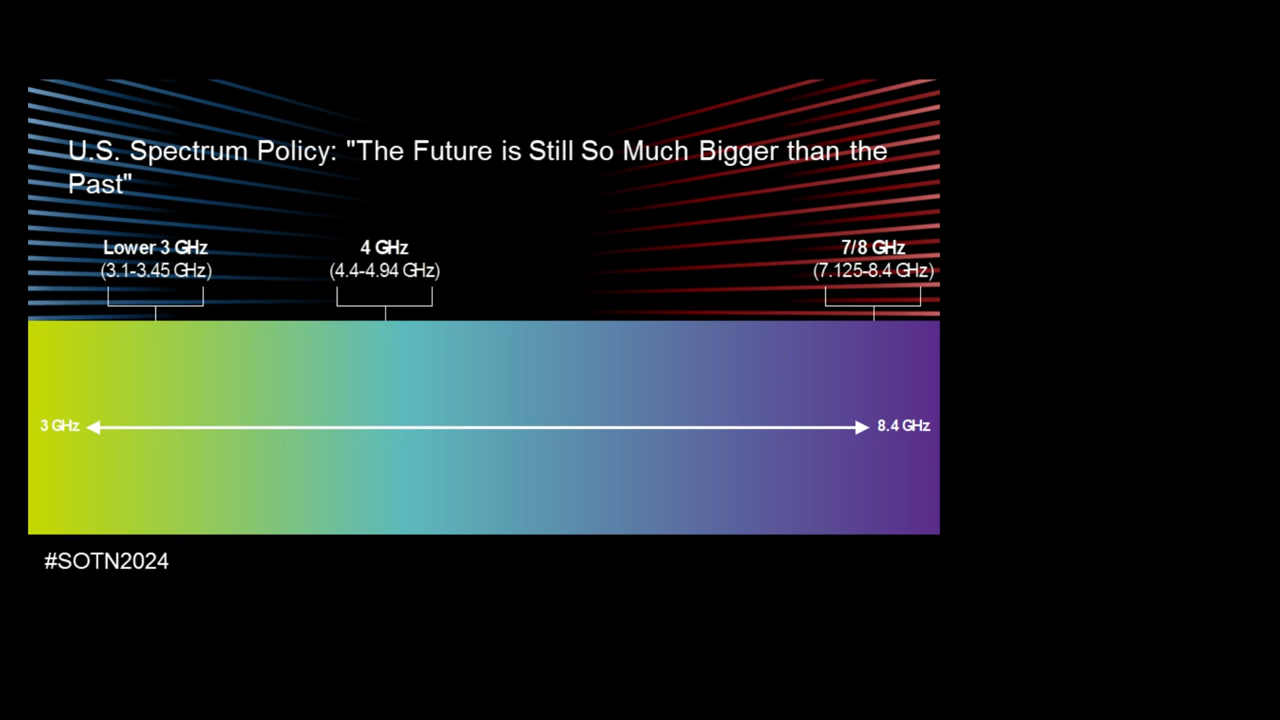 U.S. Spectrum Policy: "The Future is Still So Much Bigger than the
Past"
Lower 3 GHz
(3.1-3.45 GHz)
4 GHz
(4.4-4.94 GHz)
7/8 GHz
(7.125-8.4 GHz)
3 GHz
8.4 GHz
#SOTN2024